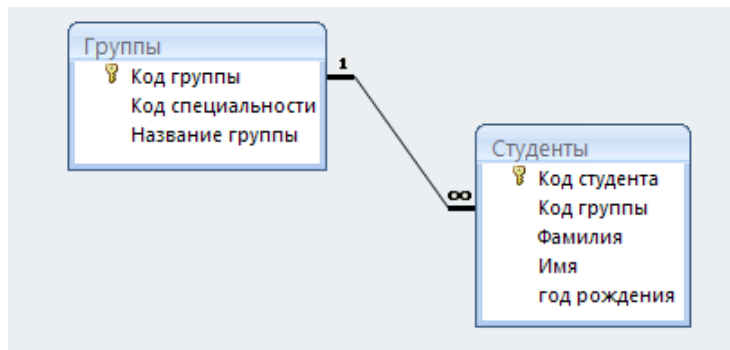 Группы
Код группы
Код специальности
Название группы
1
∞
Студенты
Код студента
Код группы
Фамилия
Имя
год рождения